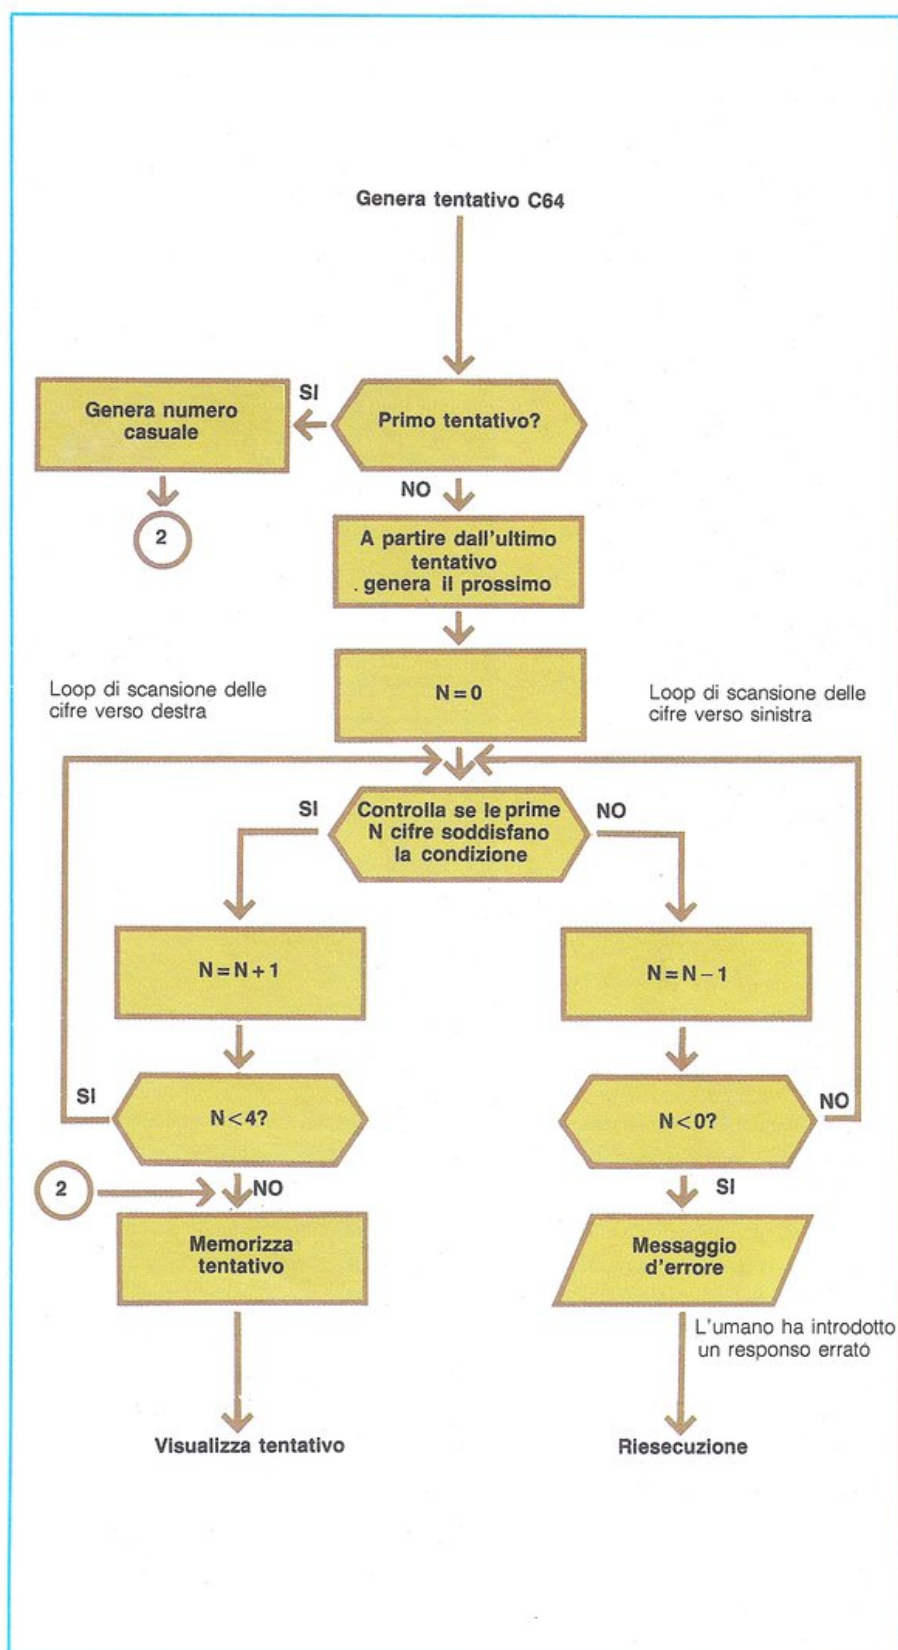 Genera tentativo C64
SI
Genera numero
casuale
Primo tentativo?
NO
2
A partire dall'ultimo
tentativo
genera il prossimo
N=0
Loop di scansione delle
cifre verso destra
Loop di scansione delle
cifre verso sinistra
SI
Controlla se le prime
N cifre soddisfano
la condizione
NO
N=N+1
N=N−1
SI
N<4?
N<0?
NO
2
NO
SI
Memorizza
tentativo
Messaggio
d'errore
L'umano ha introdotto
un responso errato
Visualizza tentativo
Riesecuzione